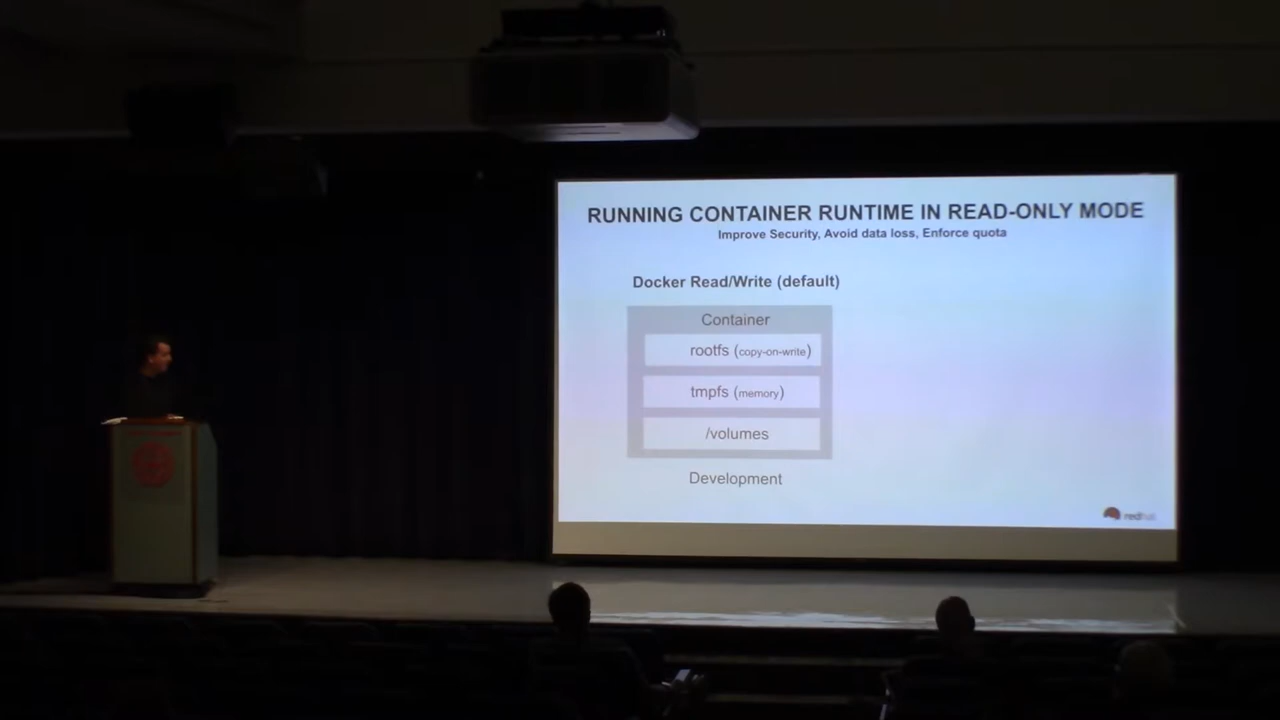 RUNNING CONTAINER RUNTIME IN READ-ONLY MODE
Improve Security, Avoid data loss, Enforce quota
Docker Read/Write (default)
Container
rootfs (copy-on-write)
tmpfs (memory)
/volumes
Development
redhat